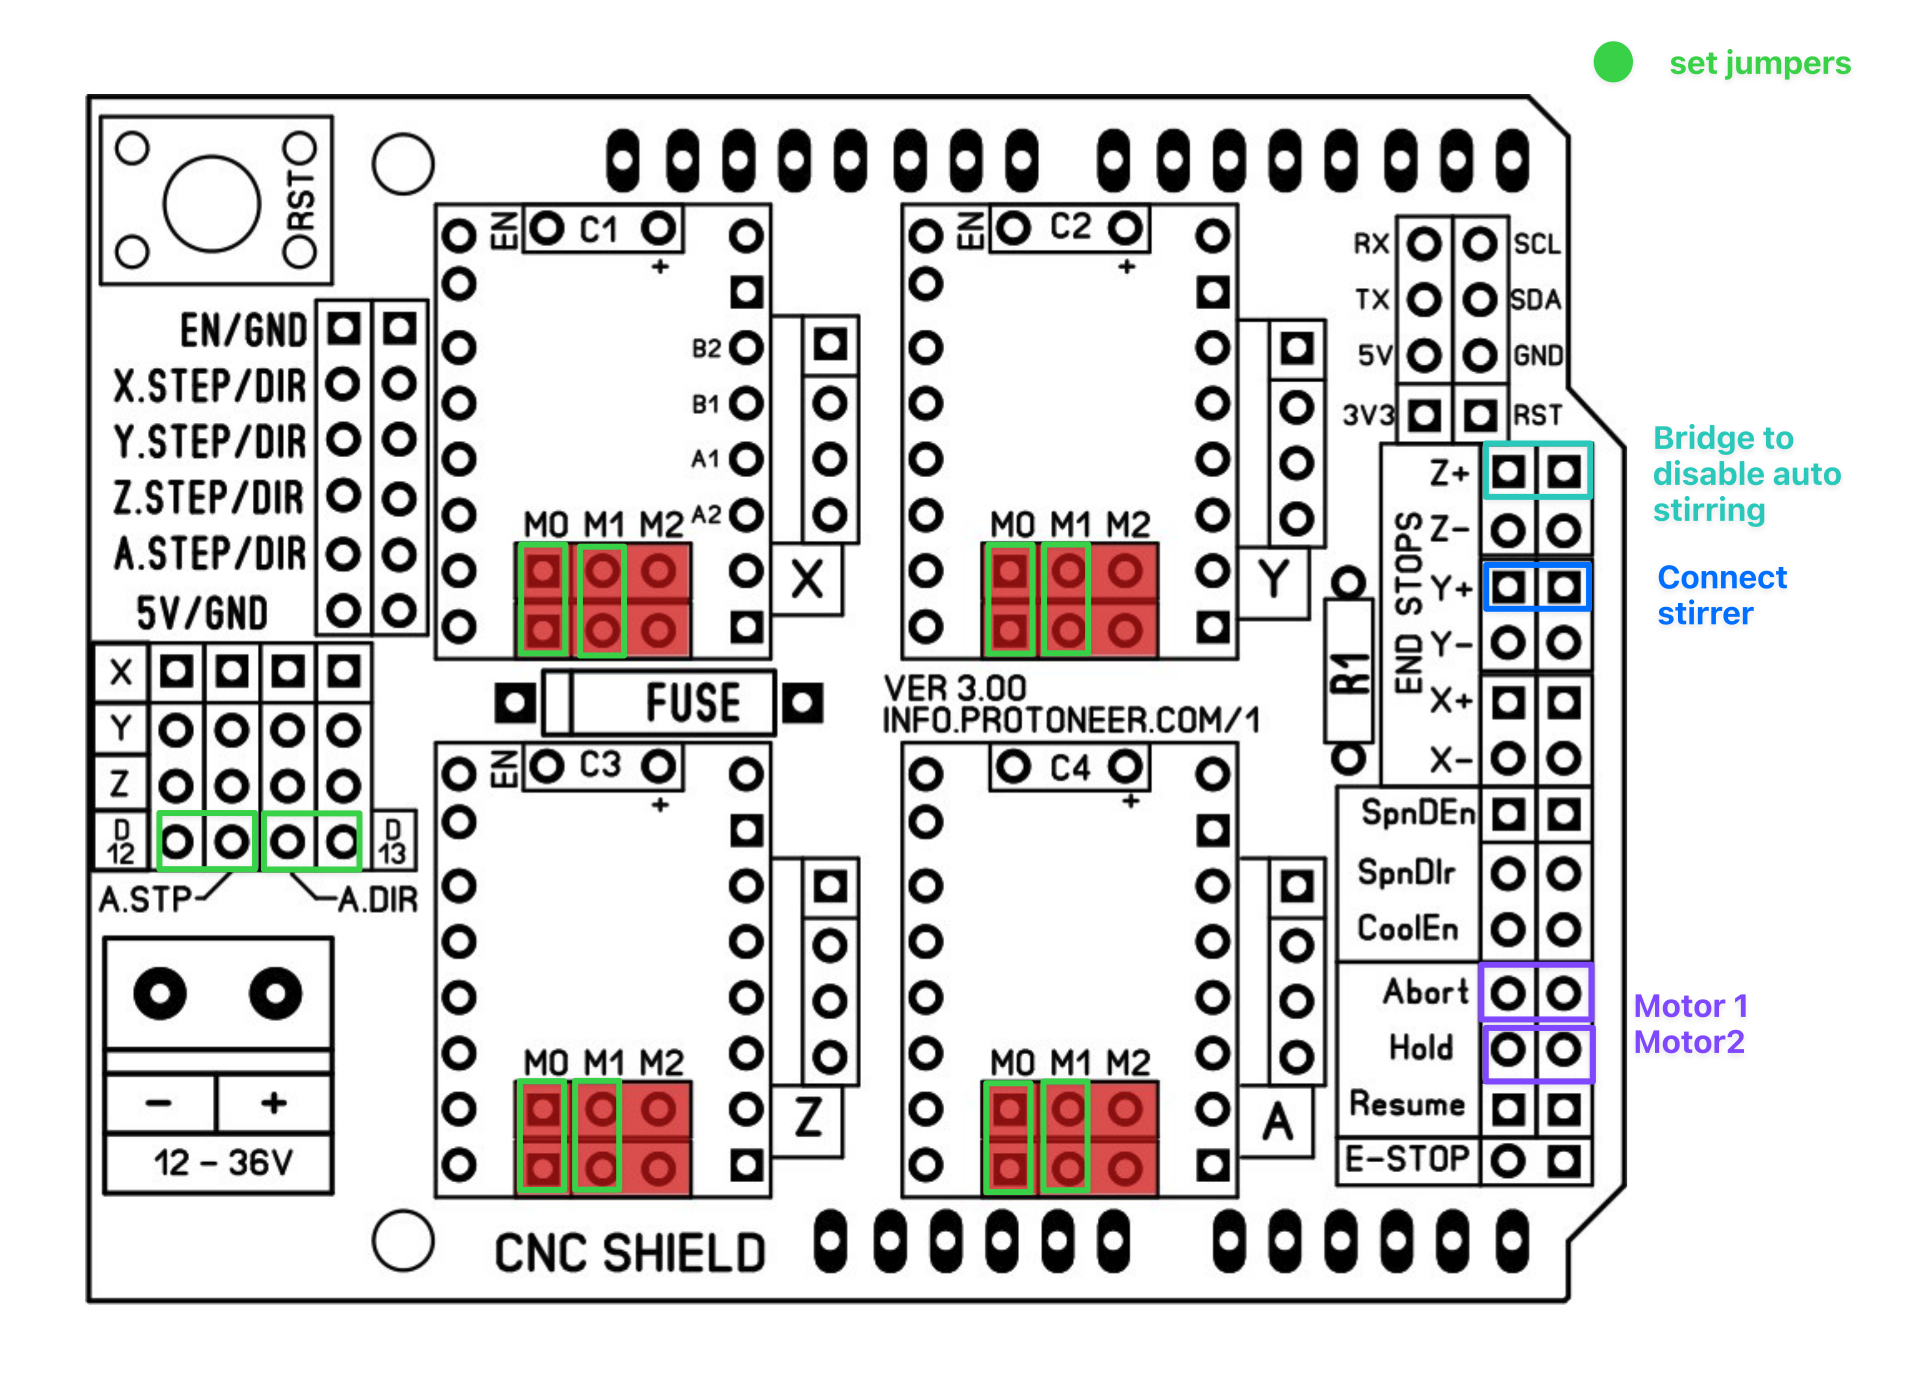 set jumpers
RST
EN
C1
+
EN
C2
+
RX
SCL
TX
SDA
5V
GND
3V3
RST
EN/GND
X.STEP/DIR
Y.STEP/DIR
Z.STEP/DIR
A.STEP/DIR
5V/GND
B2
B1
A1
A2
M0 M1 M2
X
M0 M1 M2
Y
Bridge to
disable auto
stirring
Connect
stirrer
END STOPS
Z+
Z-
Y+
Y-
X+
X-
R1
FUSE
VER 3.00
INFO.PROTONEER.COM/1
X
Y
Z
D
12
D
13
A.STP
A.DIR
EN
C3
+
C4
+
SpnDEn
SpnDIr
CoolEn
Abort
Hold
Resume
E-STOP
Motor 1
Motor2
M0 M1 M2
Z
M0 M1 M2
A
- +
12 - 36V
CNC SHIELD